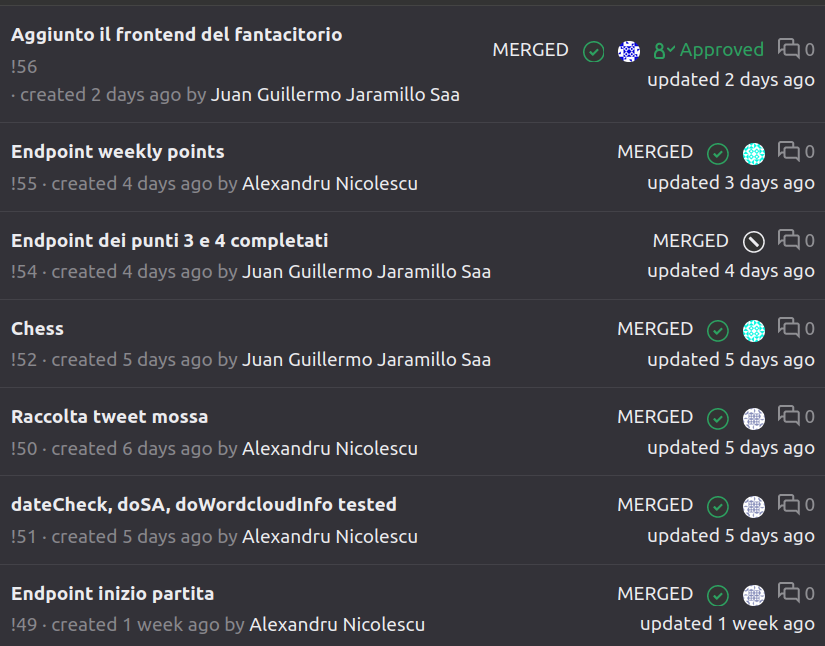 Aggiunto il frontend del fantacitorio
MERGED Approved 0
!56
updated 2 days ago
· created 2 days ago by Juan Guillermo Jaramillo Saa
Endpoint weekly points
MERGED 0
!55 · created 4 days ago by Alexandru Nicolescu
updated 3 days ago
Endpoint dei punti 3 e 4 completati
MERGED 0
!54 · created 4 days ago by Juan Guillermo Jaramillo Saa
updated 4 days ago
Chess
MERGED 0
!52 · created 5 days ago by Juan Guillermo Jaramillo Saa
updated 5 days ago
Raccolta tweet mossa
MERGED 0
!50 · created 6 days ago by Alexandru Nicolescu
updated 5 days ago
dateCheck, doSA, doWordcloudInfo tested
MERGED 0
!51 · created 5 days ago by Alexandru Nicolescu
updated 5 days ago
Endpoint inizio partita
MERGED 0
!49 · created 1 week ago by Alexandru Nicolescu
updated 1 week ago